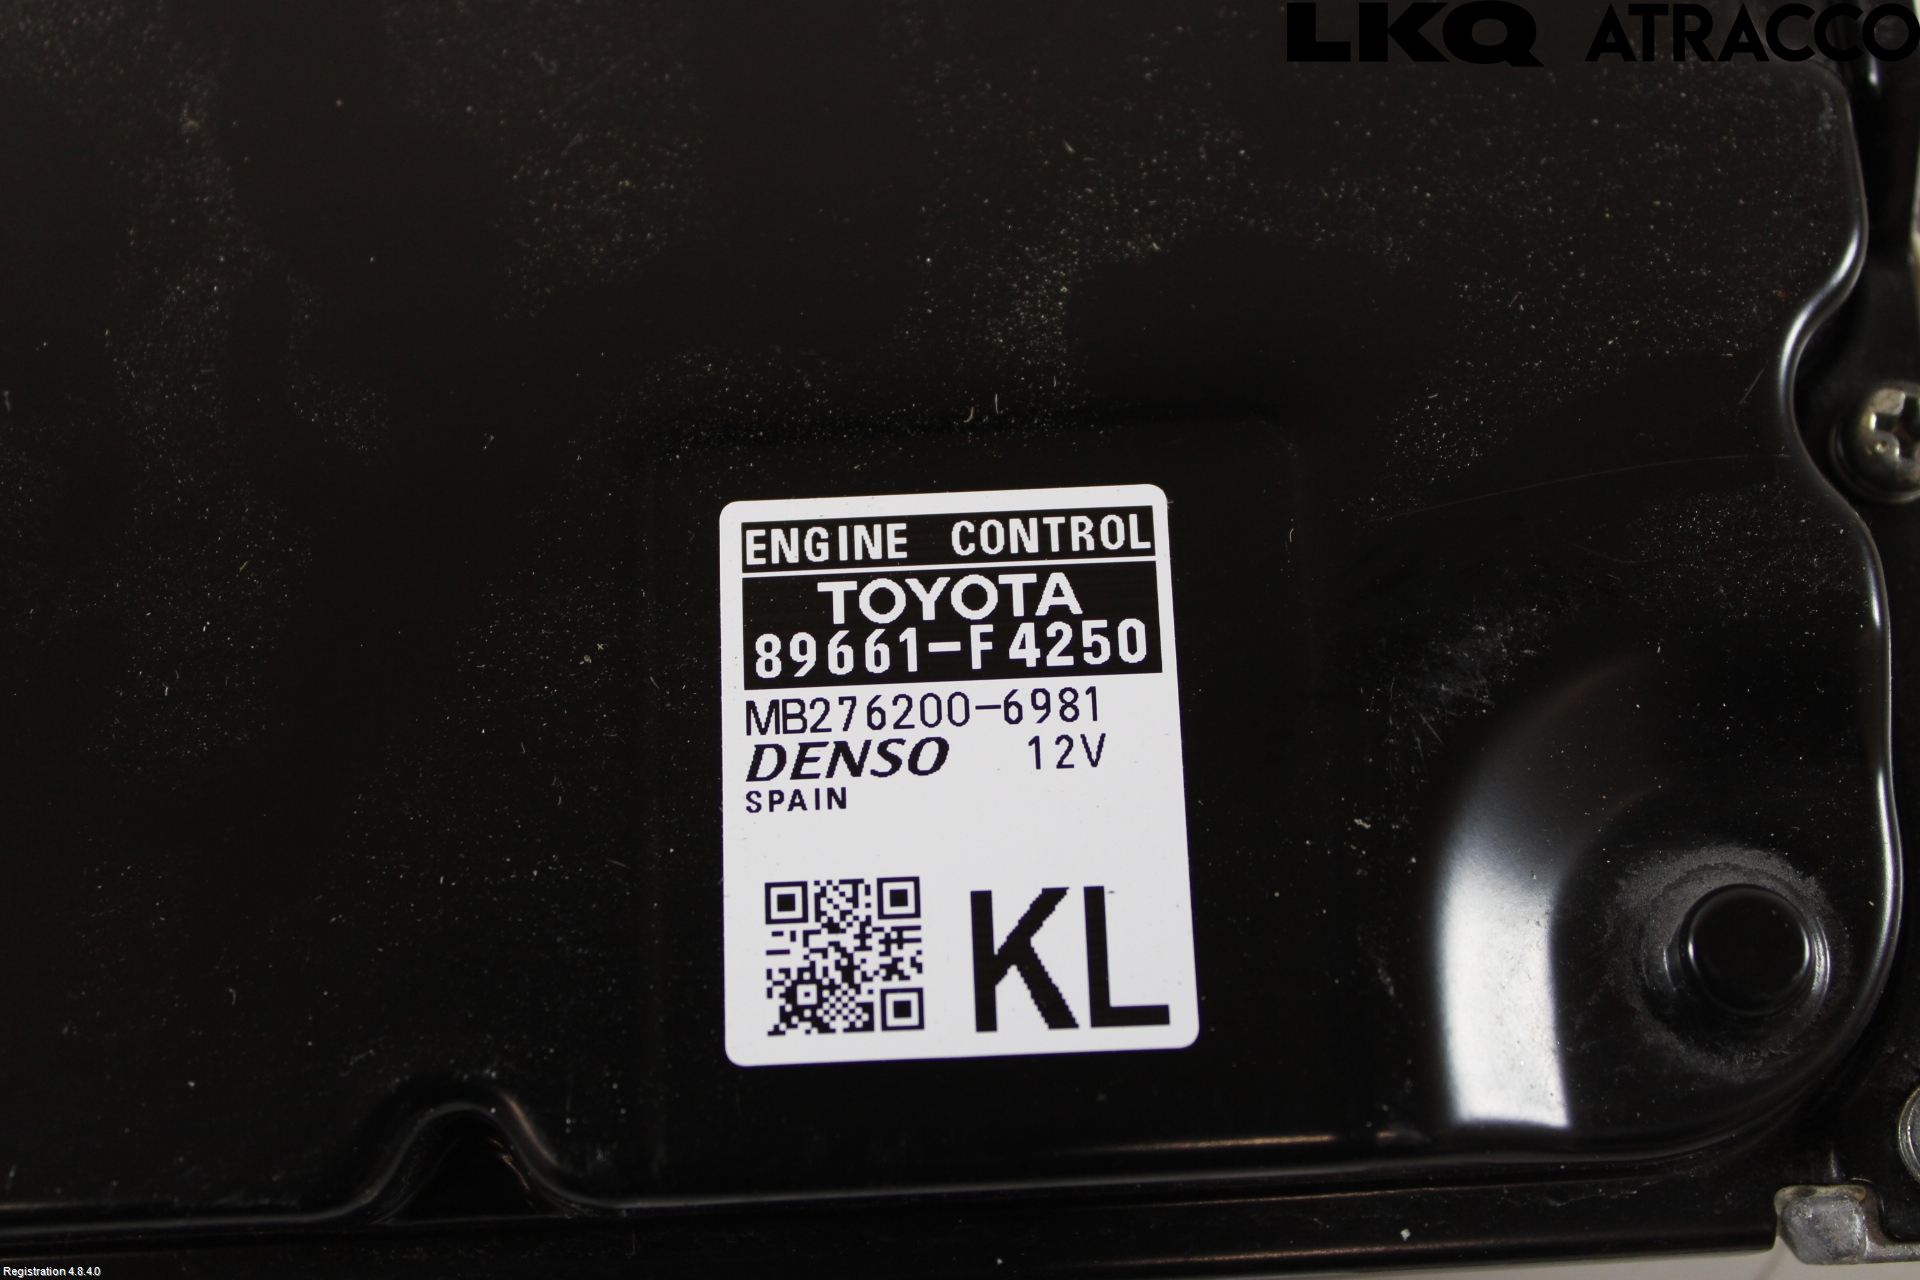 LKQ ATRACCO
ENGINE CONTROL
TOYOTA
89661-F4250
MB276200-6981
DENSO 12V
SPAIN
KL
Registration 4.8.4.0